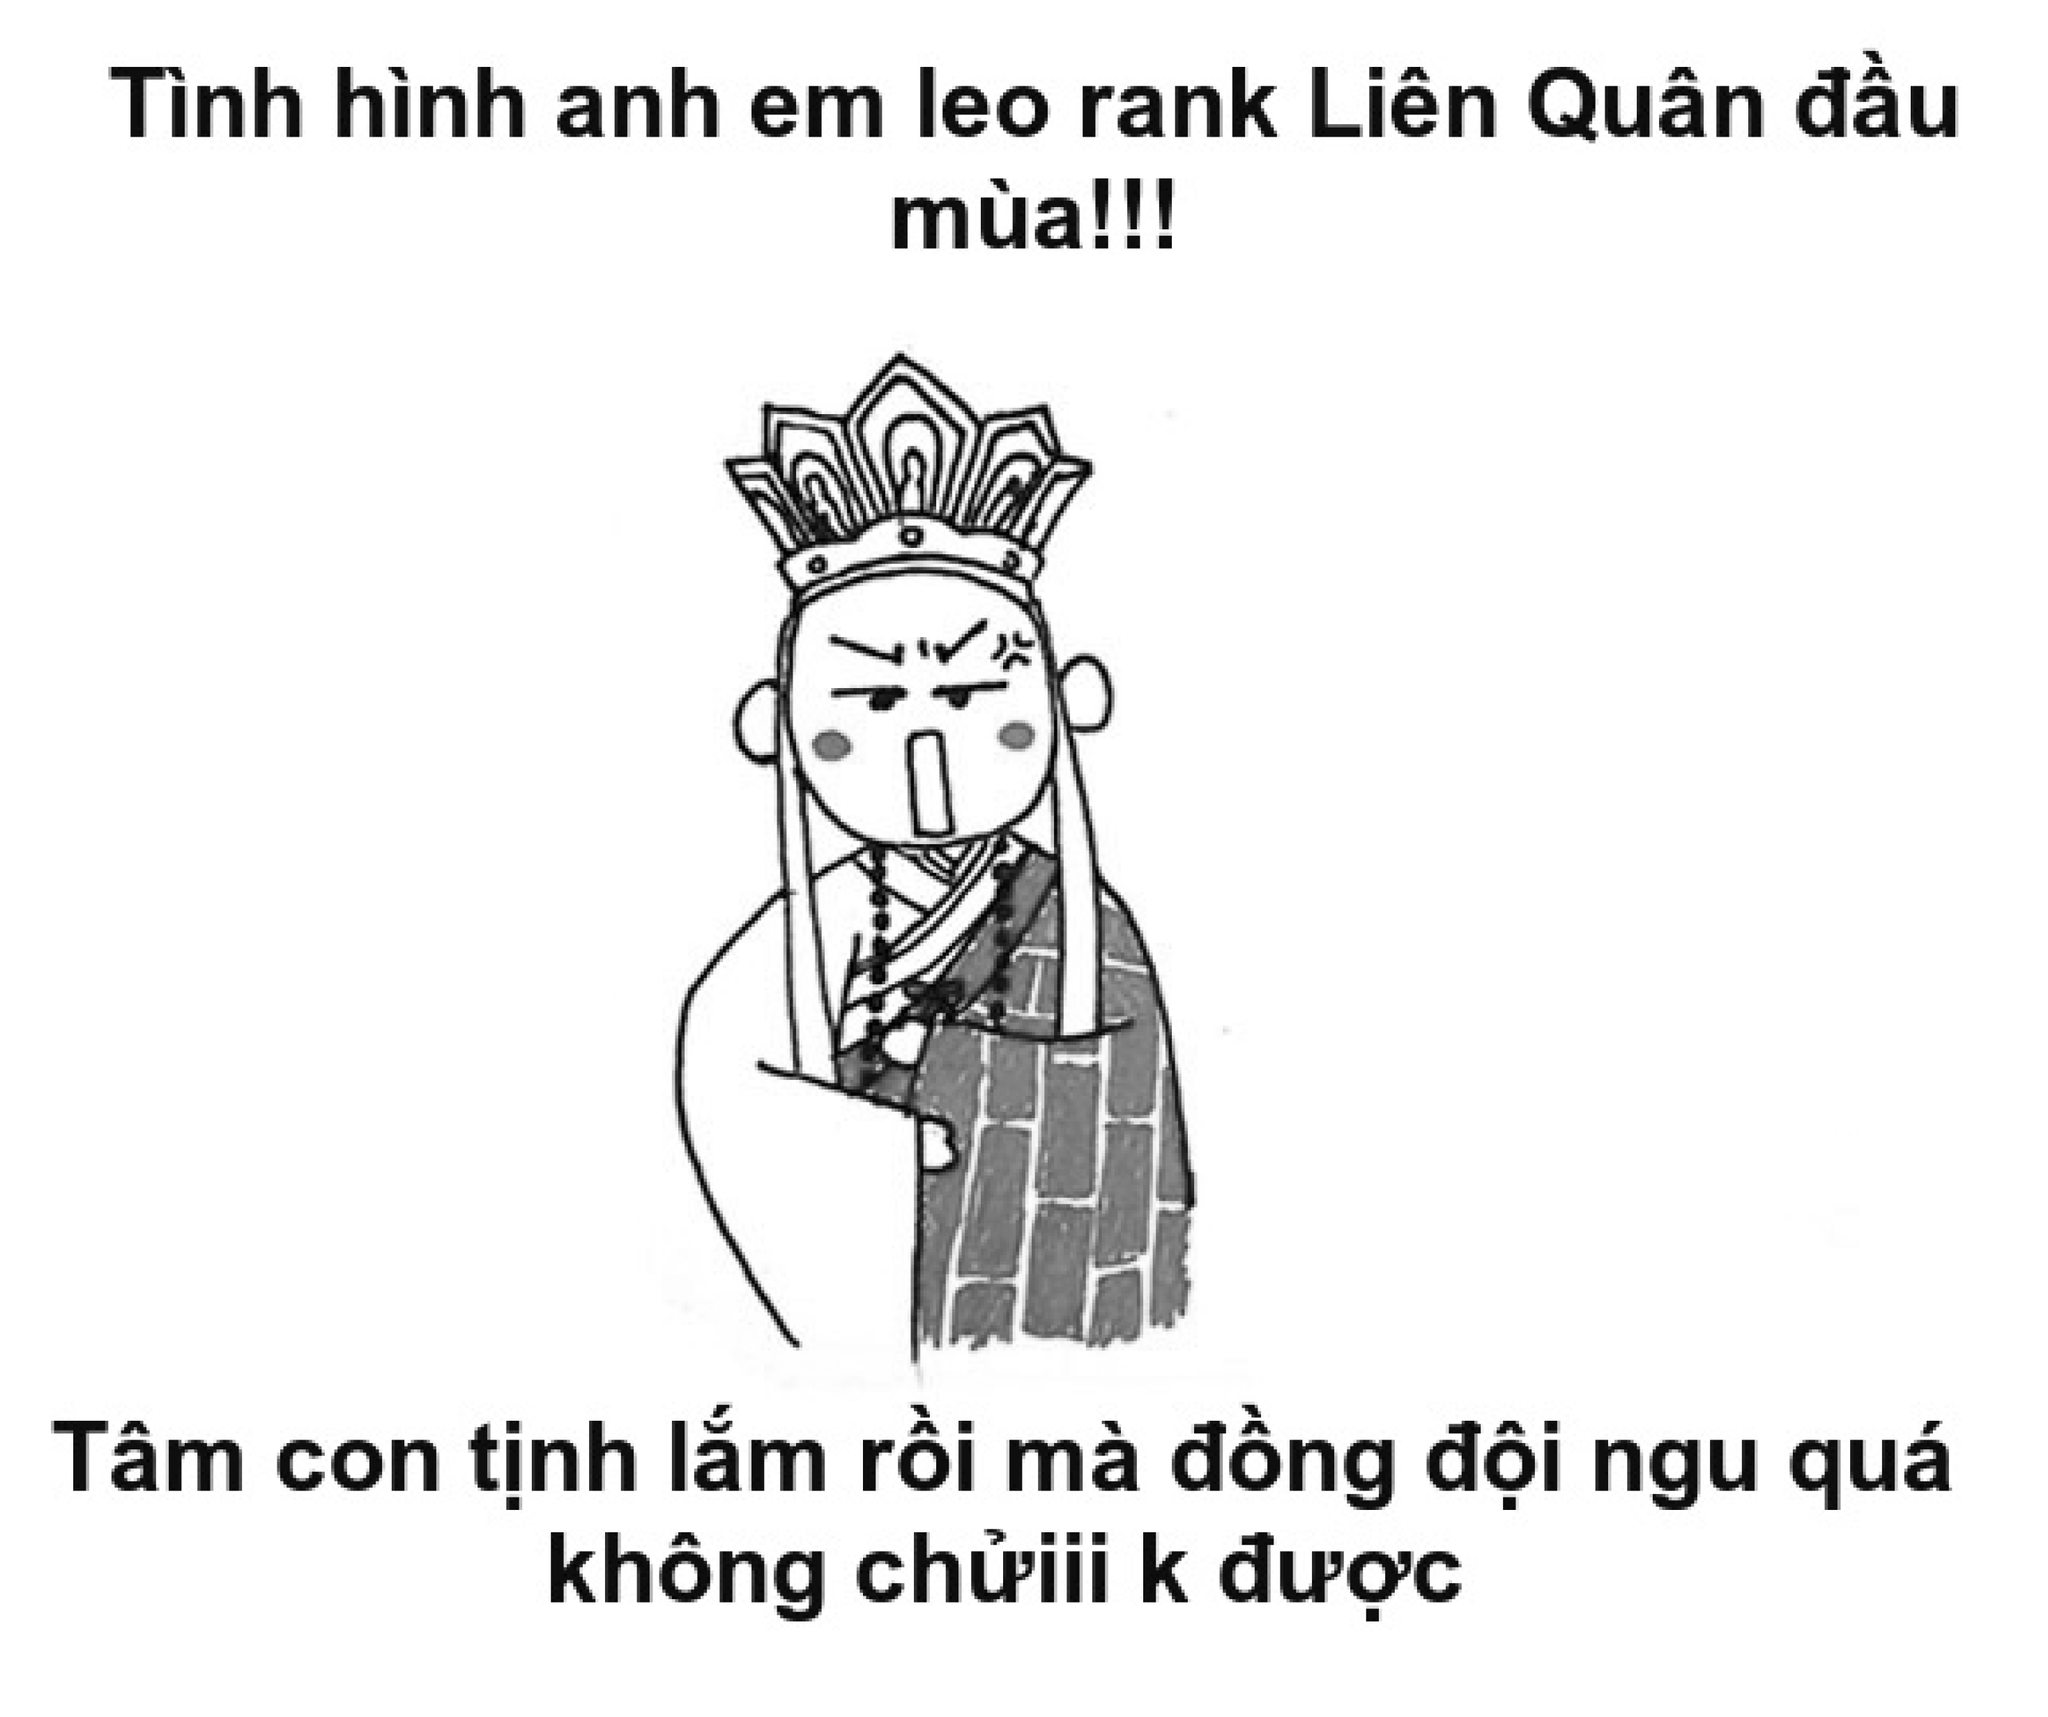 Tình hình anh em leo rank Liên Quân đầu
mùa!!!
Tâm con tịnh lắm rồi mà đồng đội ngu quá
không chửiii k được